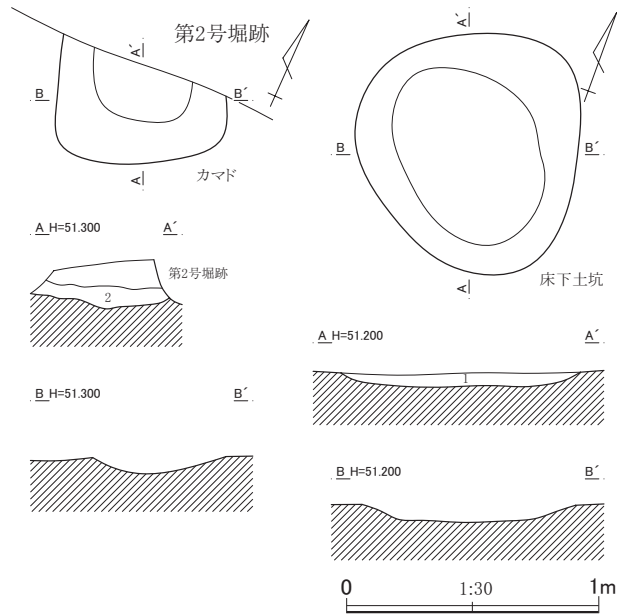 第2号堀跡
A´
B
B´
A
カマド
A H=51.300 A´
第2号堀跡
2
B H=51.300 B´
A´
B
B´
A
床下土坑
A H=51.200 A´
1
B H=51.200 B´
0 1:30 1m